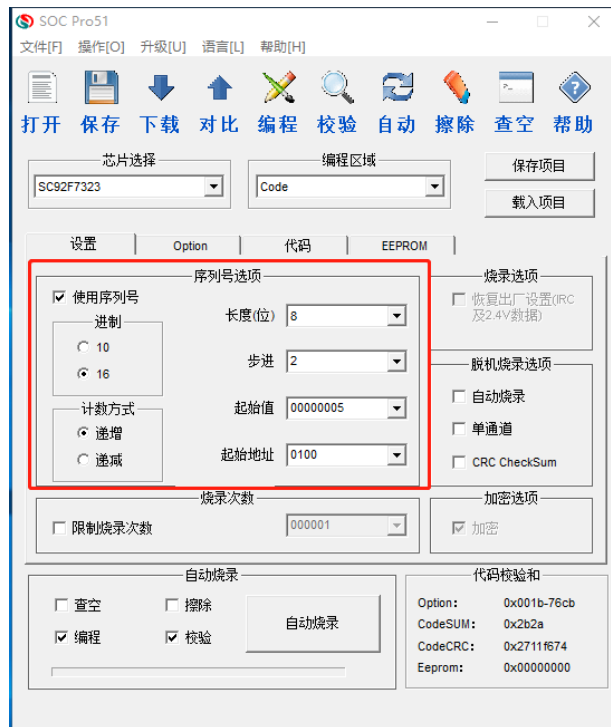 SOC Pro51
文件[F] 操作[O] 升级[U] 语言[L] 帮助[H]
打开 保存 下载 对比 编程 校验 自动 擦除 查空 帮助
芯片选择 编程区域
SC92F7323 Code
保存项目
载入项目
设置 Option 代码 EEPROM
序列号选项
使用序列号
进制
10
16
计数方式
递增
递减
长度(位) 8
步进 2
起始值 00000005
起始地址 0100
烧录选项
恢复出厂设置(IRC
及2.4V数据)
脱机烧录选项
自动烧录
单通道
CRC CheckSum
烧录次数
限制烧录次数 000001
加密选项
加密
自动烧录
查空 擦除
编程 校验
自动烧录
代码校验和
Option: 0x001b-76cb
CodeSUM: 0x2b2a
CodeCRC: 0x2711f674
Eeprom: 0x00000000